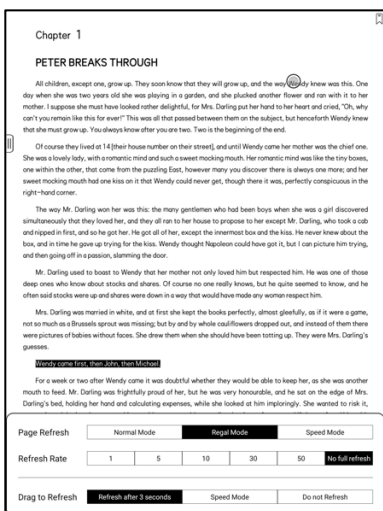 Chapter 1
PETER BREAKS THROUGH
All children, except one, grow up. They soon know that they will grow up, and the way Wendy knew was this. One
day when she was two years old she was playing in a garden, and she plucked another flower and ran with it to her
mother. I suppose she must have looked rather delightful, for Mrs. Darling put her hand to her heart and cried, "Oh, why
can't you remain like this for ever!" This was all that passed between them on the subject, but henceforth Wendy knew
that she must grow up. You always know after you are two. Two is the beginning of the end.
Of course they lived at 14 [their house number on their street], and until Wendy came her mother was the chief one.
She was a lovely lady, with a romantic mind and such a sweet mocking mouth. Her romantic mind was like the tiny boxes,
one within the other, that come from the puzzling East, however many you discover there is always one more; and her
sweet mocking mouth had one kiss on it that Wendy could never get, though there it was, perfectly conspicuous in the
right-hand corner.
The way Mr. Darling won her was this: the many gentlemen who had been boys when she was a girl discovered
simultaneously that they loved her, and they all ran to her house to propose to her except Mr. Darling, who took a cab
and nipped in first, and so he got her. He got all of her, except the innermost box and the kiss. He never knew about the
box, and in time he gave up trying for the kiss. Wendy thought Napoleon could have got it, but I can picture him trying,
and then going off in a passion, slamming the door.
Mr. Darling used to boast to Wendy that her mother not only loved him but respected him. He was one of those
deep ones who know about stocks and shares. Of course no one really knows, but he quite seemed to know, and he
often said stocks were up and shares were down in a way that would have made any woman respect him.
Mrs. Darling was married in white, and at first she kept the books perfectly, almost gleefully, as if it were a game,
not so much as a Brussels sprout was missing; but by and by whole cauliflowers dropped out, and instead of them there
were pictures of babies without faces. She drew them when she should have been totting up. They were Mrs. Darling's
guesses.
Wendy came first, then John, then Michael.
For a week or two after Wendy came it was doubtful whether they would be able to keep her, as she was another
mouth to feed. Mr. Darling was frightfully proud of her, but he was very honourable, and he sat on the edge of Mrs.
Darling's bed, holding her hand and calculating expenses, while she looked at him imploringly. She wanted to risk it,
Page Refresh
Normal Mode
Regal Mode
Speed Mode
Refresh Rate
1
5
10
30
50
No full refresh
Drag to Refresh
Refresh after 3 seconds
Speed Mode
Do not Refresh